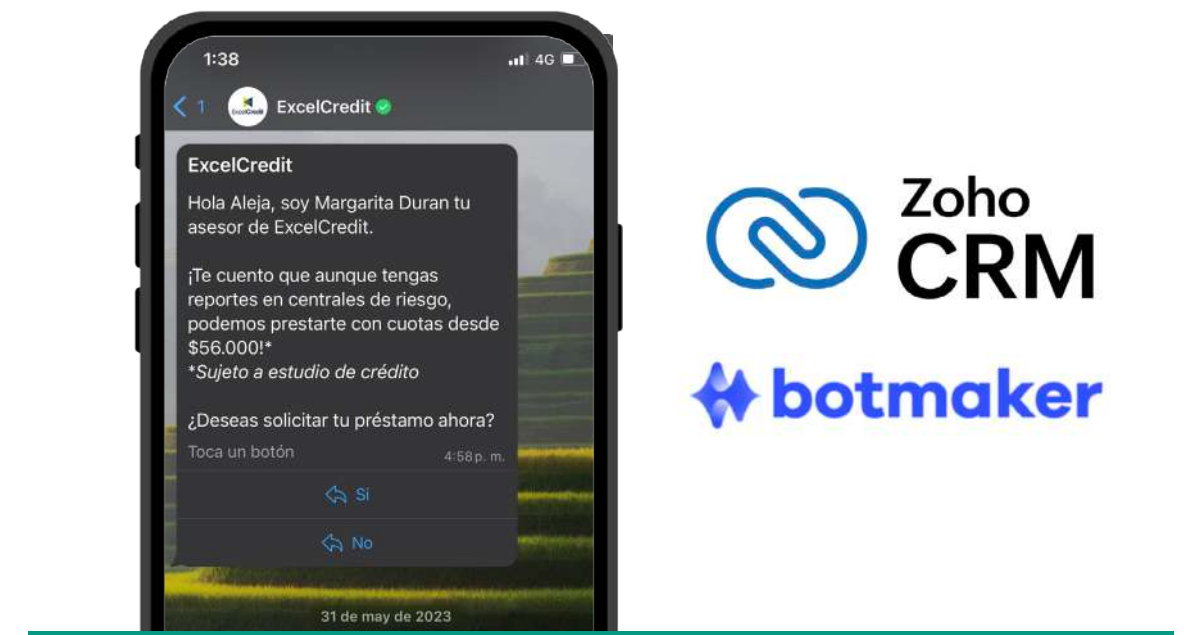 1:38
4G
1
ExcelCredit
ExcelCredit
ExcelCredit
Hola Aleja, soy Margarita Duran tu
asesor de ExcelCredit.
¡Te cuento que aunque tengas
reportes en centrales de riesgo,
podemos prestarte con cuotas desde
$56.000!*
*Sujeto a estudio de crédito
¿Deseas solicitar tu préstamo ahora?
Toca un botón
4:58 p. m.
Si
No
31 de may de 2023
Zoho
CRM
botmaker